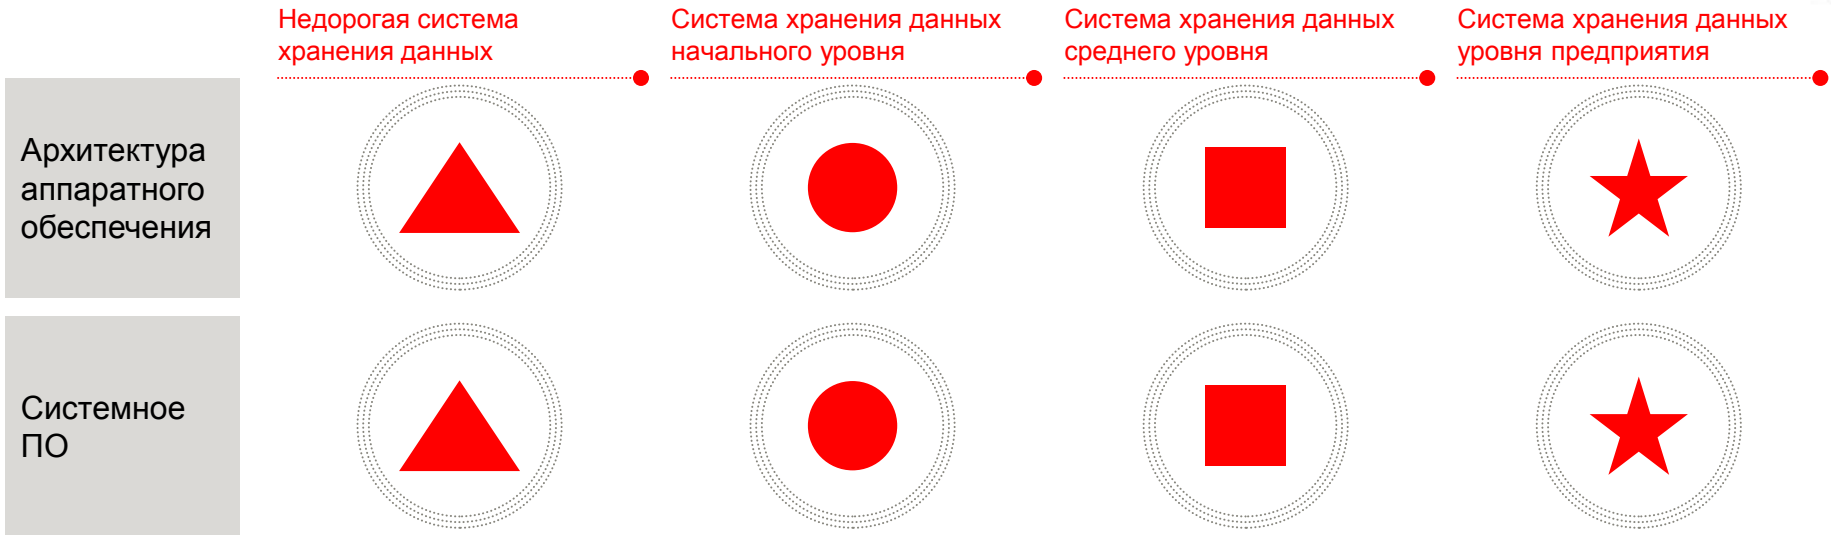 Недорогая система
хранения данных
Система хранения данных
начального уровня
Система хранения данных
среднего уровня
Система хранения данных
уровня предприятия
Архитектура
аппаратного
обеспечения
Системное
ПО